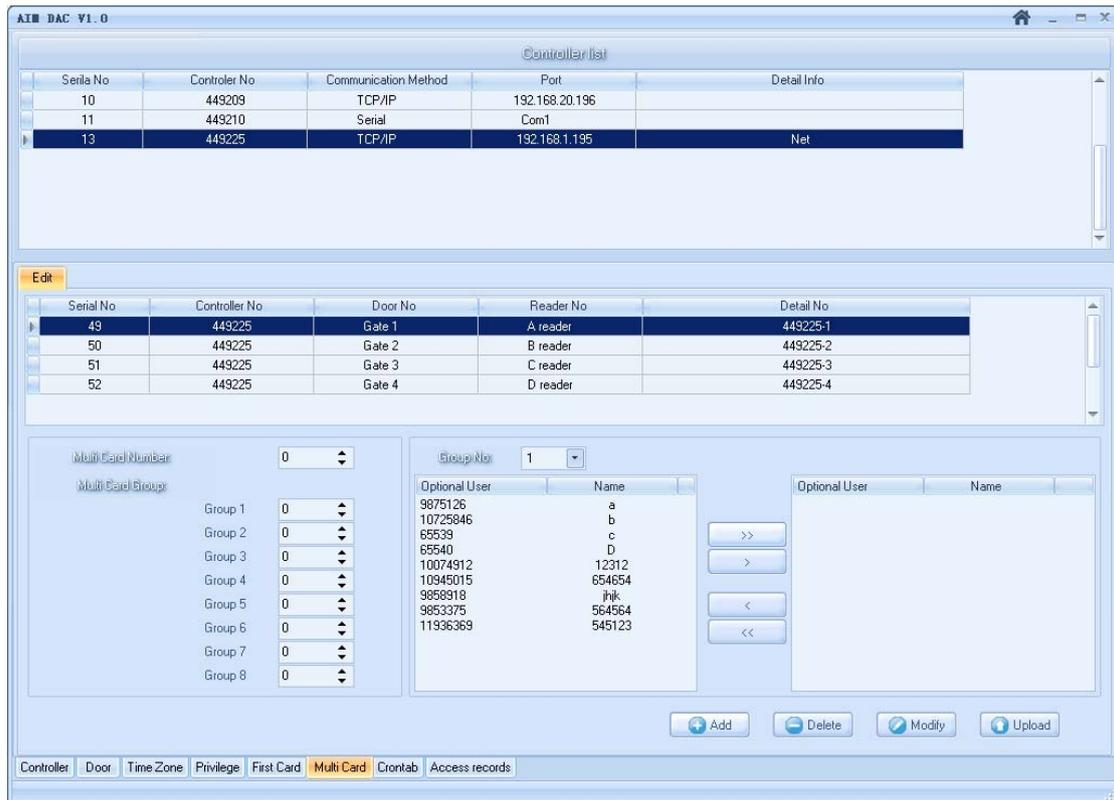 AIM DAC V1.0
Controller list
Serila No Controler No Communication Method Port Detail Info
10 449209 TCP/IP 192.168.20.196
11 449210 Serial Com1
13 449225 TCP/IP 192.168.1.195 Net
Edit
Serial No Controller No Door No Reader No Detail No
49 449225 Gate 1 A reader 449225-1
50 449225 Gate 2 B reader 449225-2
51 449225 Gate 3 C reader 449225-3
52 449225 Gate 4 D reader 449225-4
Multi Card Number: 0
Multi Card Group:
Group 1 0
Group 2 0
Group 3 0
Group 4 0
Group 5 0
Group 6 0
Group 7 0
Group 8 0
Group No: 1
Optional User Name
9875126 a
10725846 b
65539 c
65540 D
10074912 12312
10945015 654654
9858918 jhjk
9853375 564564
11936369 545123
>>
>
<
<<
Optional User Name
Add Delete Modify Upload
Controller Door Time Zone Privilege First Card Multi Card Crontab Access records